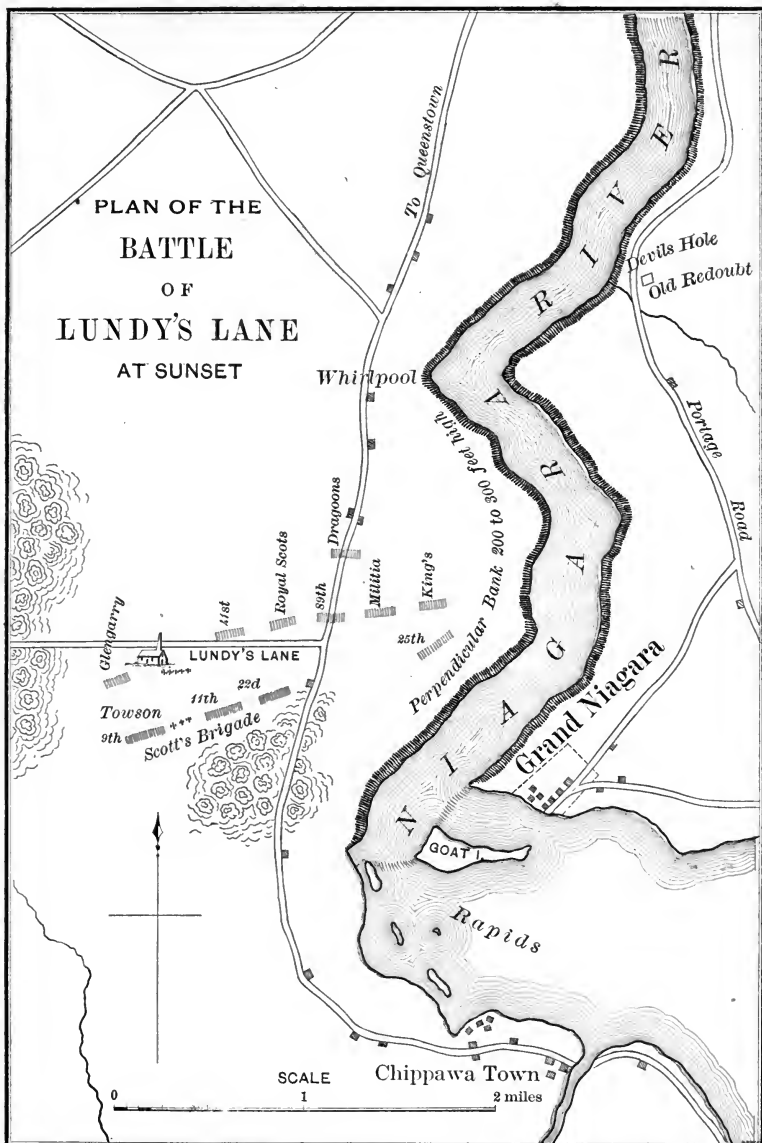 PLAN OF THE
BATTLE
OF
LUNDY'S LANE
AT SUNSET
To Queenstown
NIAGARA RIVER
Devils Hole
Old Redoubt
Whirlpool
Portage Road
Perpendicular Bank 200 to 300 feet high
Dragoons
Glengarry
41st
Royal Scots
89th
Militia
King's
25th
LUNDY'S LANE
Towson
9th
11th
22d
Scott's Brigade
Grand Niagara
GOAT I.
Rapids
Chippawa Town
SCALE
0 1 2 miles